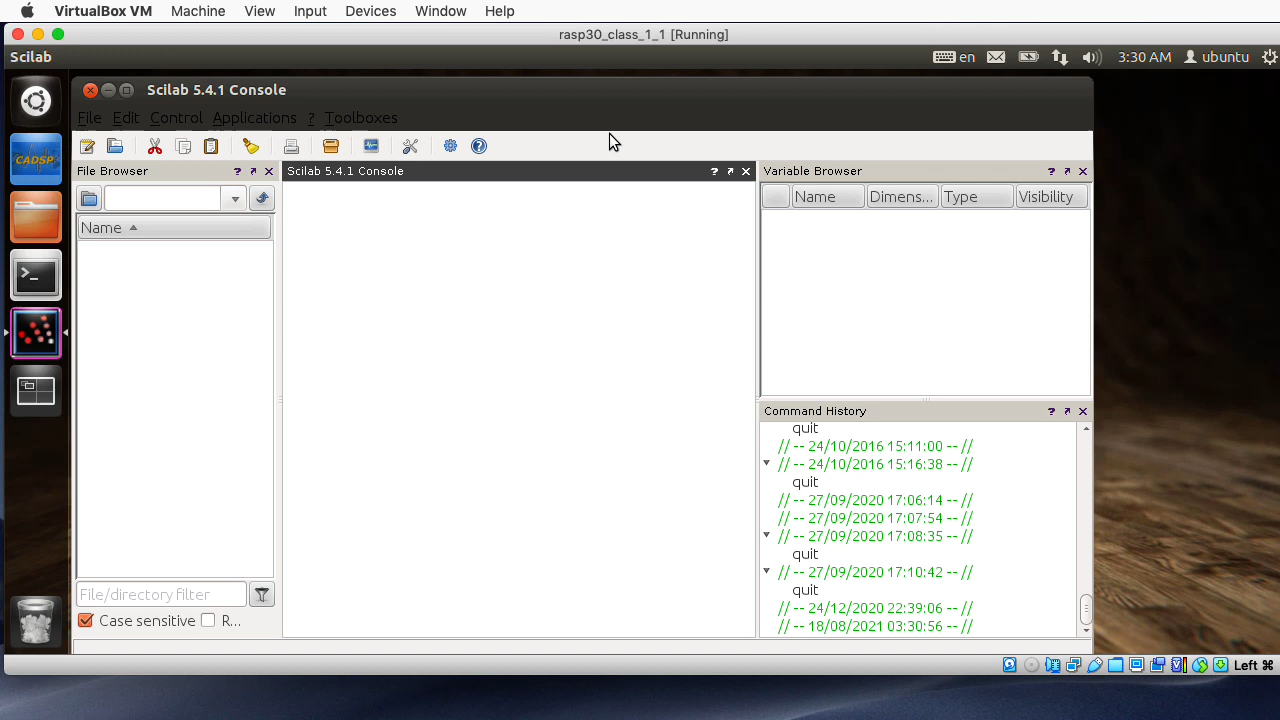 VirtualBox VM Machine View Input Devices Window Help
rasp30_class_1_1 [Running]
Scilab en 3:30 AM ubuntu
Scilab 5.4.1 Console
File Edit Control Applications ? Toolboxes
File Browser ? Scilab 5.4.1 Console ? Variable Browser ?
CADSP
Name Name Dimens... Type Visibility
>_
Command History ?
quit
// -- 24/10/2016 15:11:00 -- //
// -- 24/10/2016 15:16:38 -- //
quit
// -- 27/09/2020 17:06:14 -- //
// -- 27/09/2020 17:07:54 -- //
// -- 27/09/2020 17:08:35 -- //
quit
// -- 27/09/2020 17:10:42 -- //
quit
// -- 24/12/2020 22:39:06 -- //
// -- 18/08/2021 03:30:56 -- //
File/directory filter
Case sensitive R...
Left ⌘